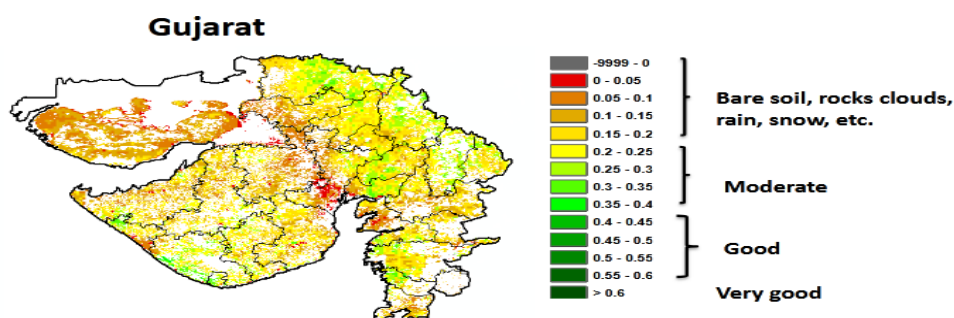 Gujarat
-9999 - 0
0 - 0.05
0.05 - 0.1
0.1 - 0.15
0.15 - 0.2
0.2 - 0.25
0.25 - 0.3
0.3 - 0.35
0.35 - 0.4
0.4 - 0.45
0.45 - 0.5
0.5 - 0.55
0.55 - 0.6
> 0.6
Bare soil, rocks clouds,
rain, snow, etc.
Moderate
Good
Very good